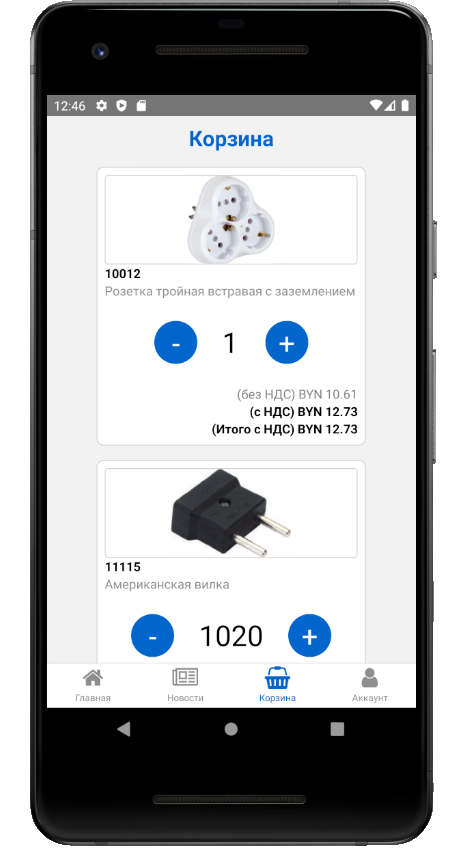 12:46
Корзина
10012
Розетка тройная встравая с заземлением
- 1 +
(без НДС) BYN 10.61
(с НДС) BYN 12.73
(Итого с НДС) BYN 12.73
11115
Американская вилка
- 1020 +
Главная Новости Корзина Аккаунт